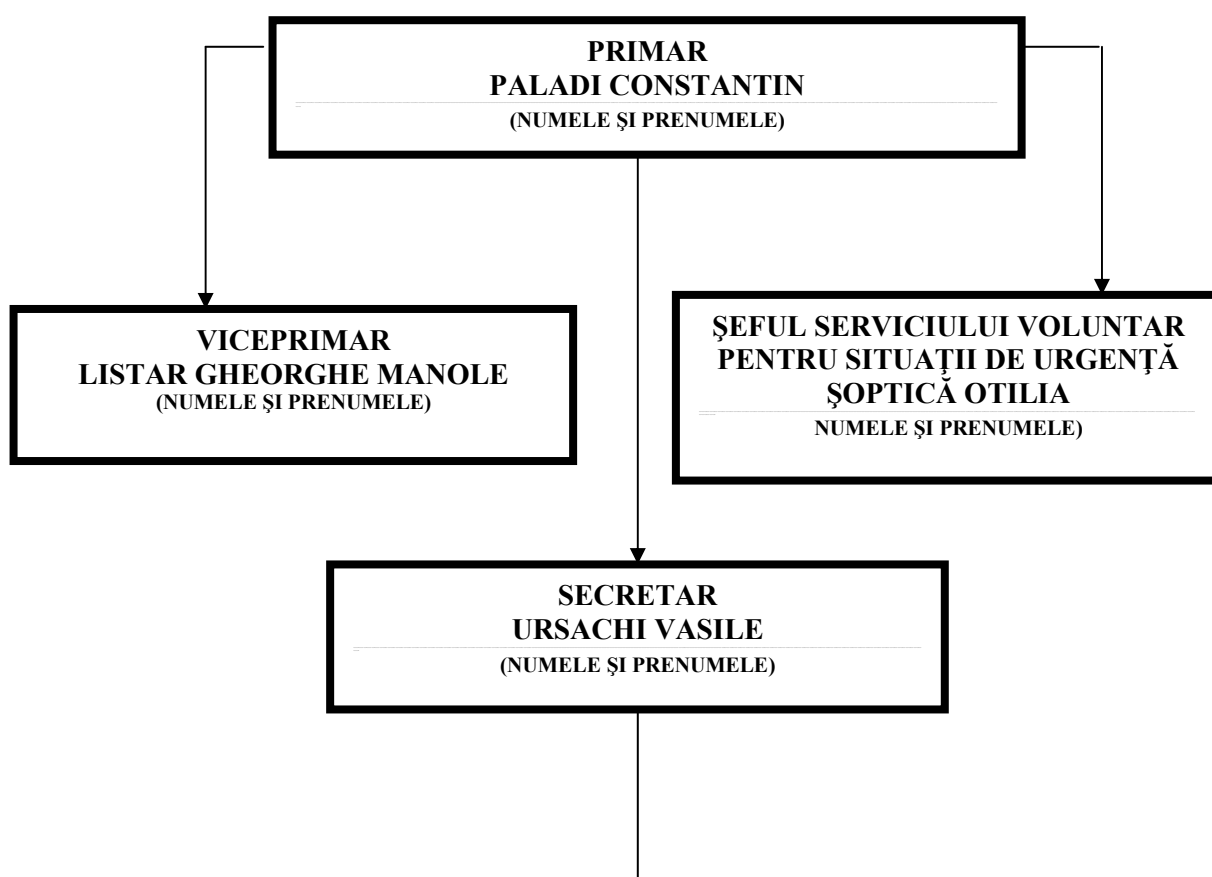 PRIMAR
PALADI CONSTANTIN
(NUMELE ŞI PRENUMELE)
VICEPRIMAR
LISTAR GHEORGHE MANOLE
(NUMELE ŞI PRENUMELE)
ŞEFUL SERVICIULUI VOLUNTAR
PENTRU SITUAŢII DE URGENŢĂ
ŞOPTICĂ OTILIA
NUMELE ŞI PRENUMELE)
SECRETAR
URSACHI VASILE
(NUMELE ŞI PRENUMELE)